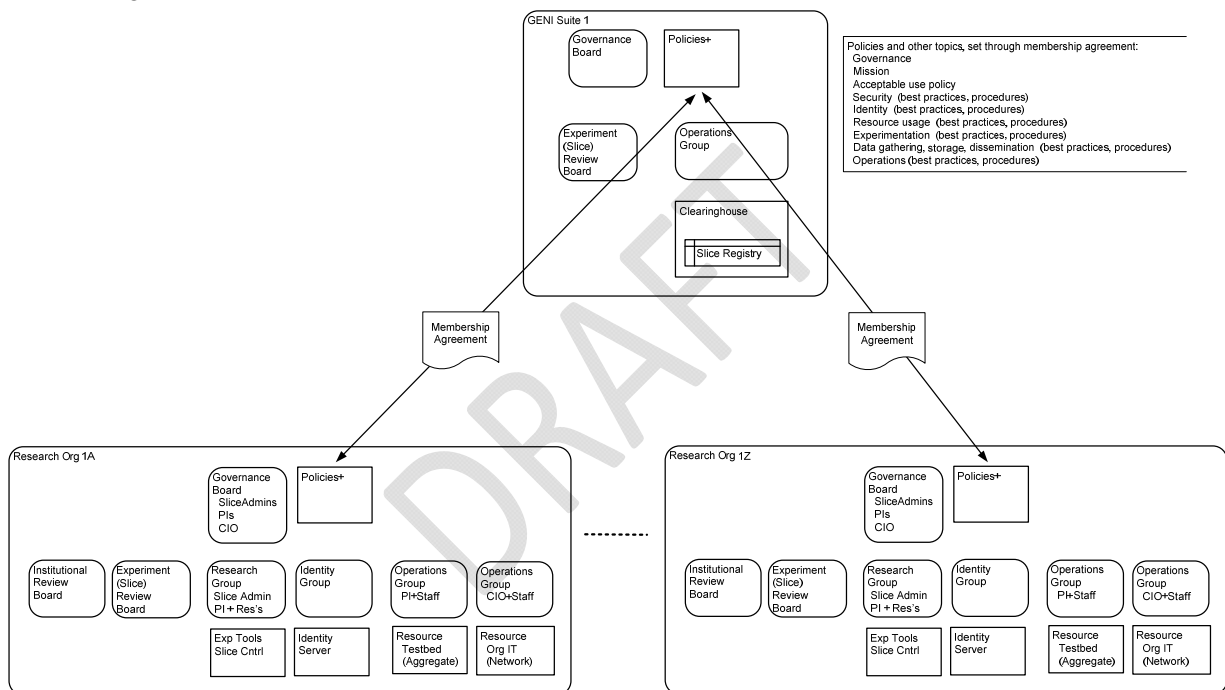 GENI Suite 1
Governance
Board
Policies+
Experiment
(Slice)
Review
Board
Operations
Group
Clearinghouse
Slice Registry
Policies and other topics, set through membership agreement:
Governance
Mission
Acceptable use policy
Security (best practices, procedures)
Identity (best practices, procedures)
Resource usage (best practices, procedures)
Experimentation (best practices, procedures)
Data gathering, storage, dissemination (best practices, procedures)
Operations (best practices, procedures)
Membership
Agreement
Membership
Agreement
DRAFT
Research Org 1A
Governance
Board
SliceAdmins
PIs
CIO
Policies+
Institutional
Review
Board
Experiment
(Slice)
Review
Board
Research
Group
Slice Admin
PI + Res's
Identity
Group
Operations
Group
PI+Staff
Operations
Group
CIO+Staff
Exp Tools
Slice Cntrl
Identity
Server
Resource
Testbed
(Aggregate)
Resource
Org IT
(Network)
Research Org 1Z
Governance
Board
SliceAdmins
PIs
CIO
Policies+
Institutional
Review
Board
Experiment
(Slice)
Review
Board
Research
Group
Slice Admin
PI + Res's
Identity
Group
Operations
Group
PI+Staff
Operations
Group
CIO+Staff
Exp Tools
Slice Cntrl
Identity
Server
Resource
Testbed
(Aggregate)
Resource
Org IT
(Network)